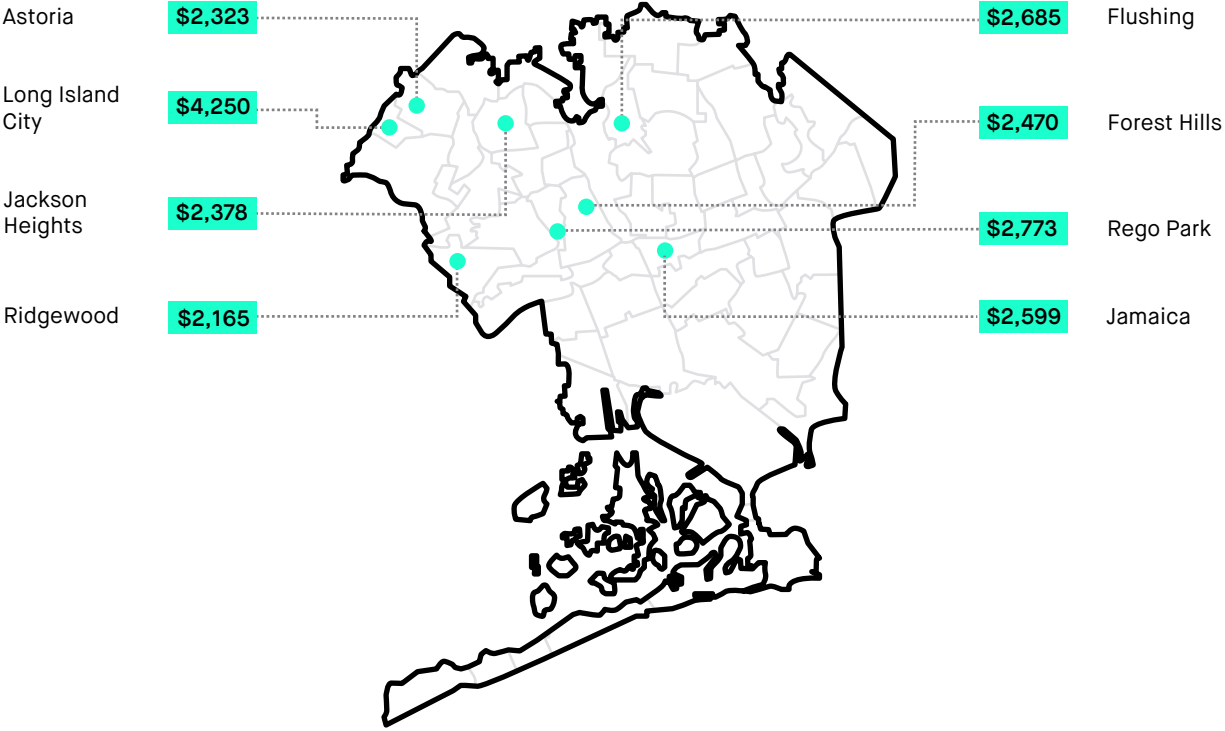 Astoria
$2,323
Long Island
City
$4,250
Jackson
Heights
$2,378
Ridgewood
$2,165
$2,685
Flushing
$2,470
Forest Hills
$2,773
Rego Park
$2,599
Jamaica